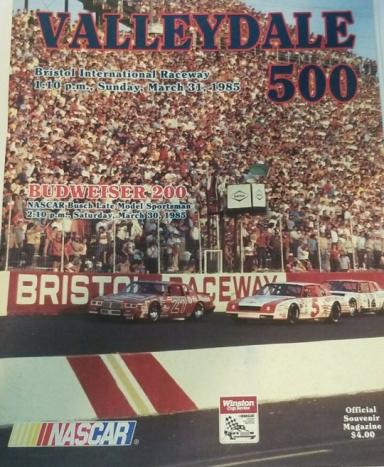 VALLEYDALE
500
Bristol International Raceway
1:10 p.m., Sunday, March 31, 1985
BUDWEISER 200
NASCAR Busch Late Model Sportsman
2:10 p.m., Saturday, March 30, 1985
BRISTOL RACEWAY
27
5
NASCAR
Winston
Cup Series
Official
Souvenir
Magazine
$4.00